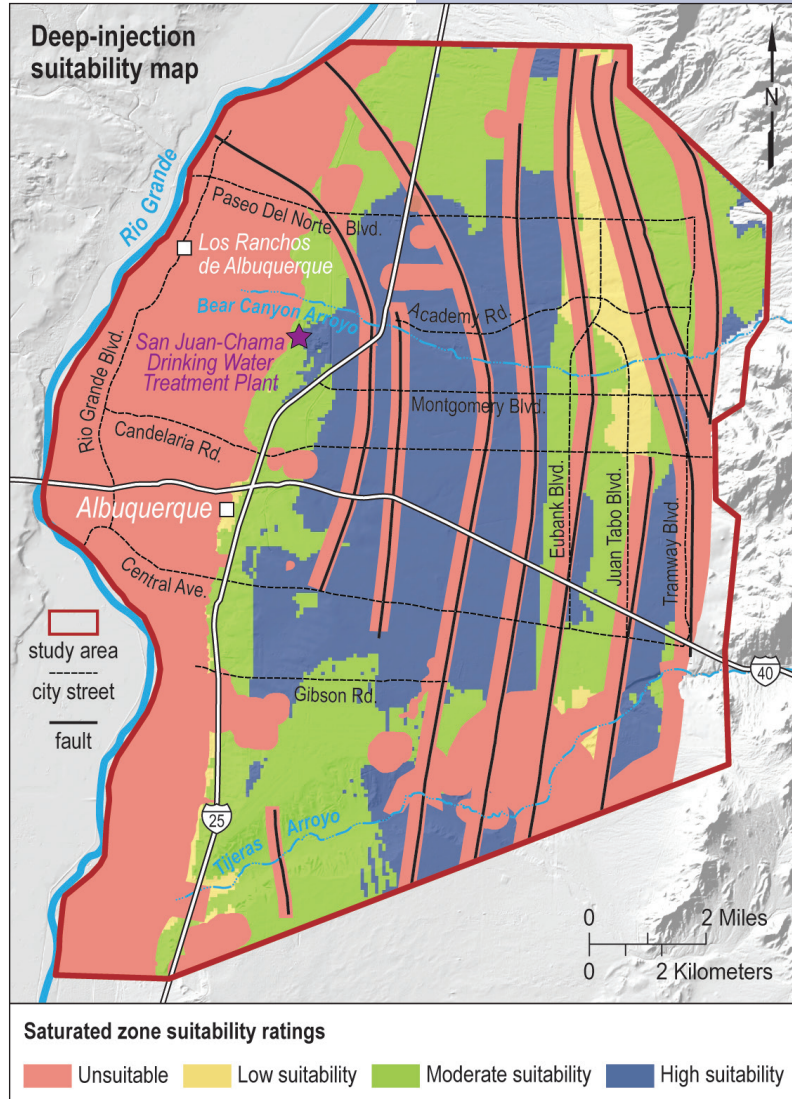 Deep-injection
suitability map
N
Rio Grande
Paseo Del Norte Blvd.
Los Ranchos
de Albuquerque
Bear Canyon Arroyo
Academy Rd.
San Juan-Chama
Drinking Water
Treatment Plant
Rio Grande Blvd.
Montgomery Blvd.
Candelaria Rd.
Albuquerque
Eubank Blvd.
Juan Tabo Blvd.
Tramway Blvd.
Central Ave.
study area
city street
fault
Gibson Rd.
40
25
Tijeras Arroyo
0 2 Miles
0 2 Kilometers
Saturated zone suitability ratings
Unsuitable Low suitability Moderate suitability High suitability